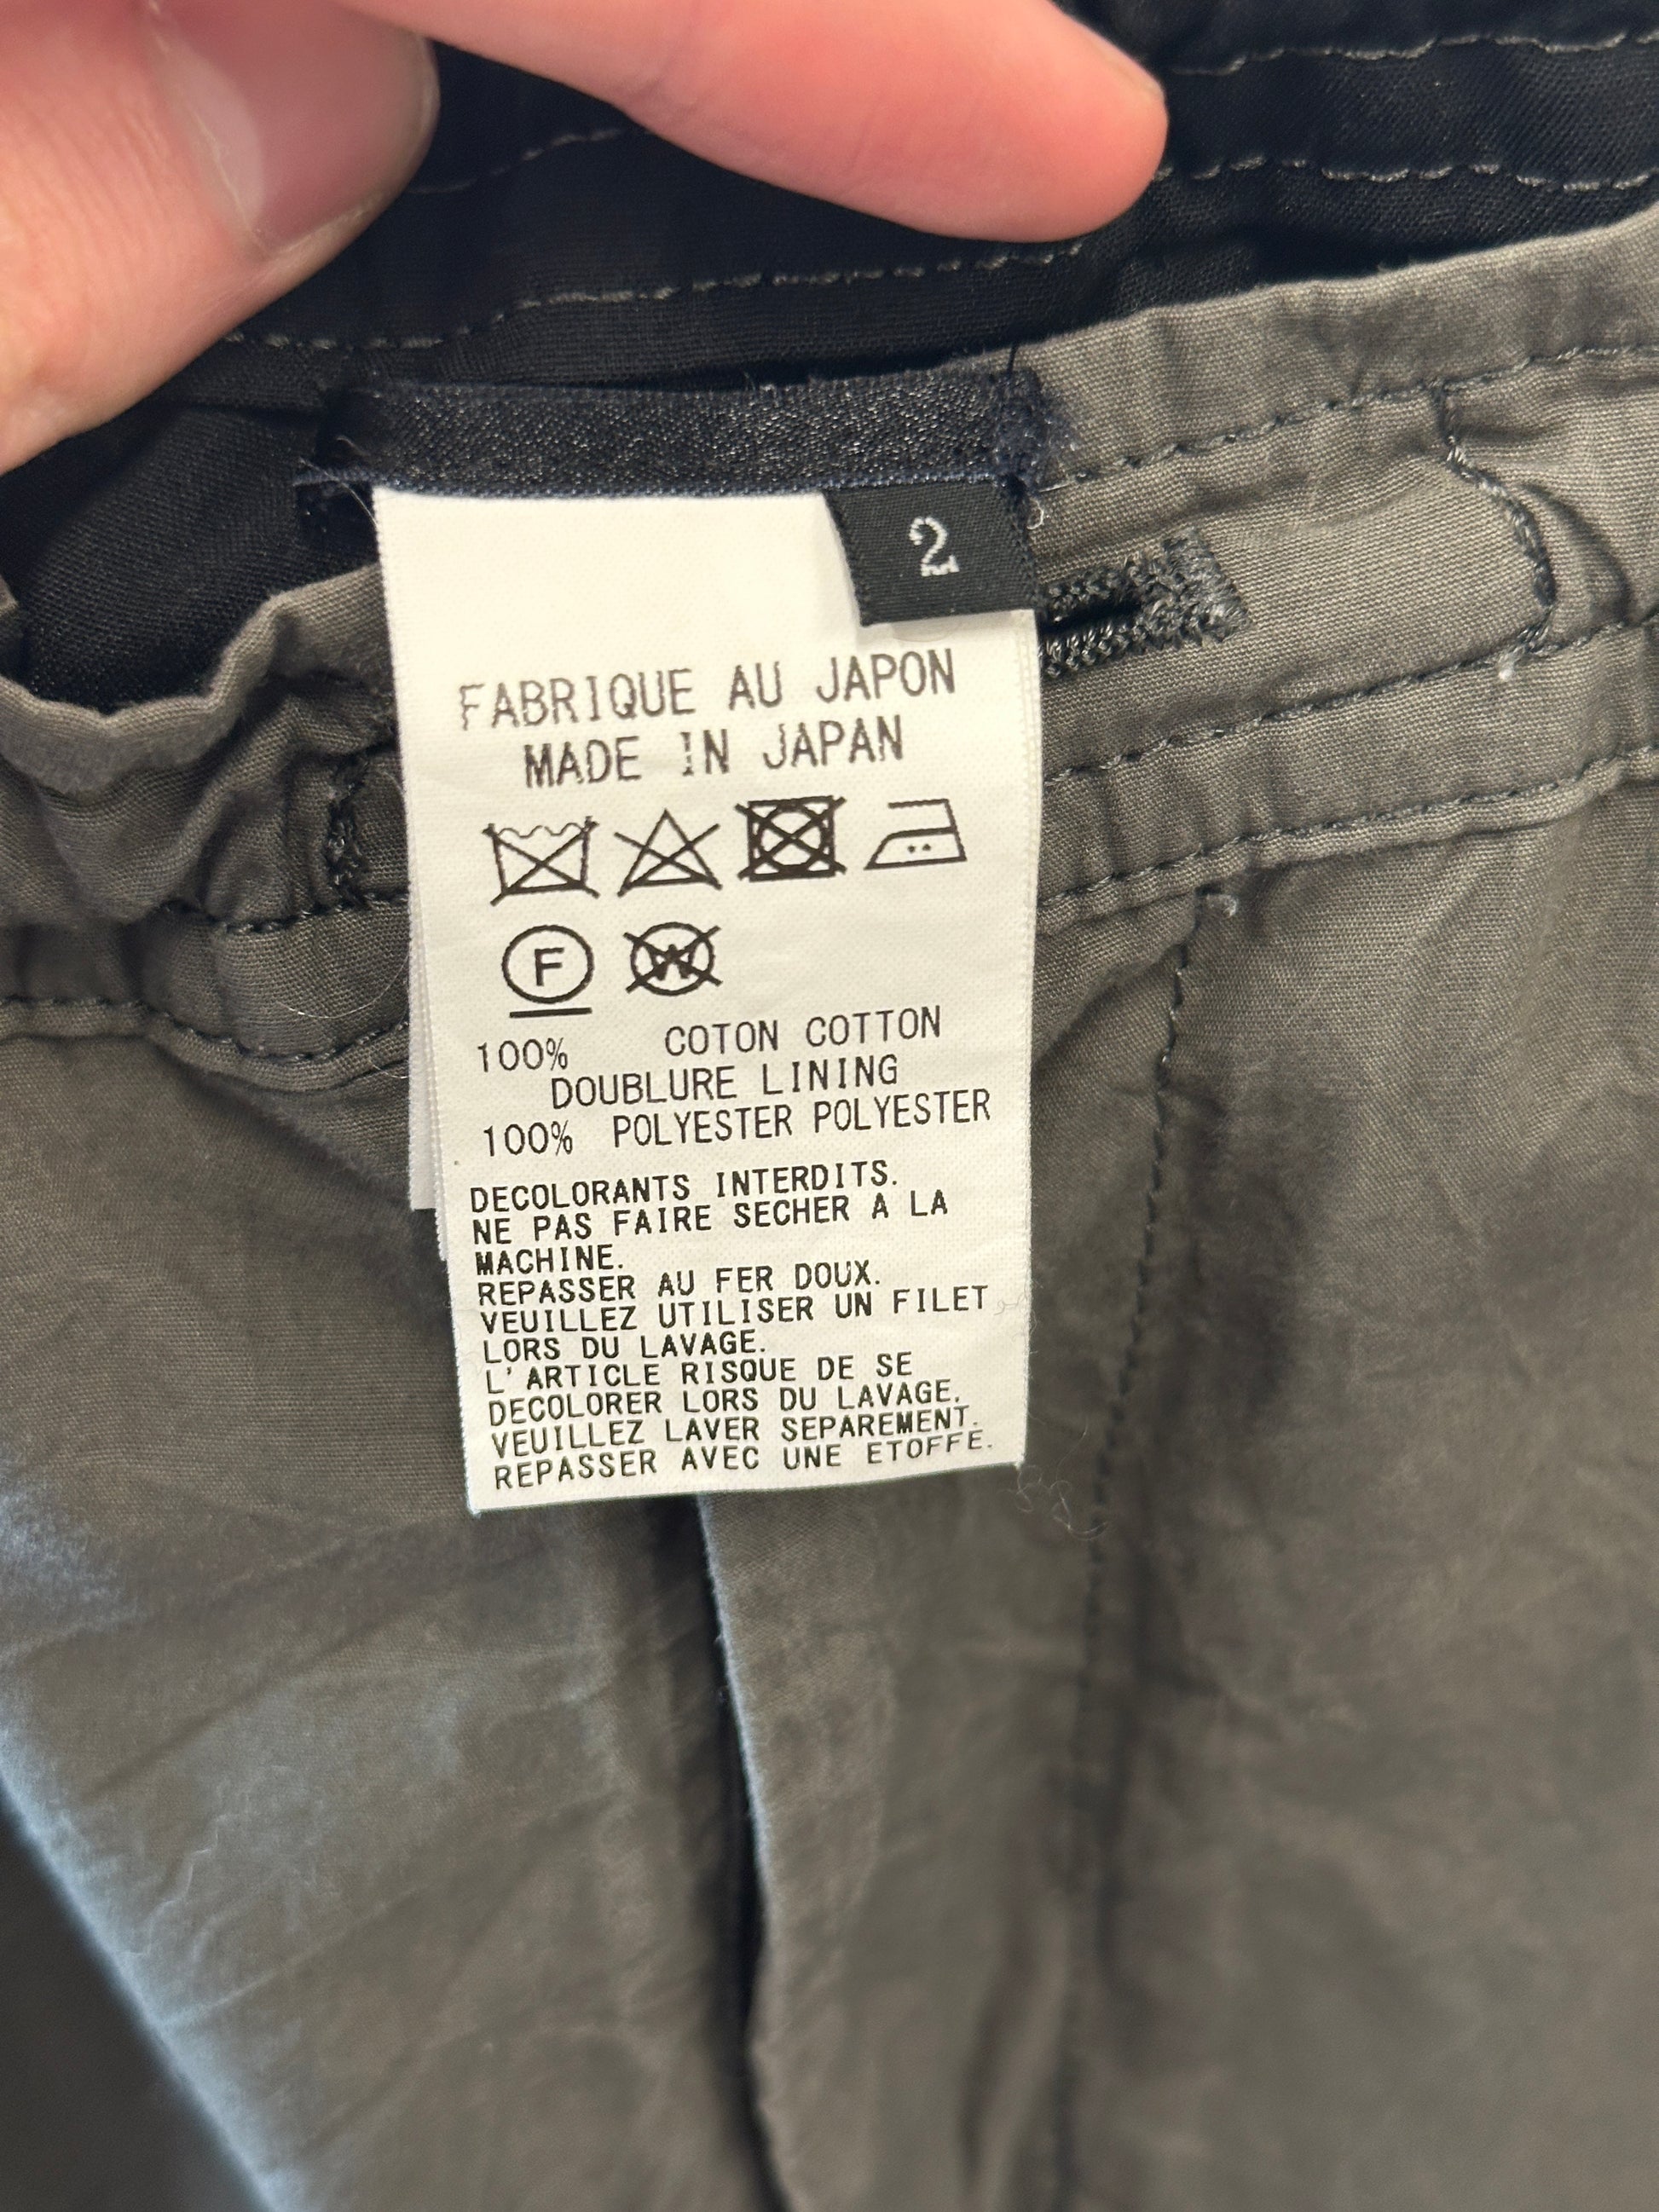 2
FABRIQUE AU JAPON
MADE IN JAPAN
F W
100% COTON COTTON
DOUBLURE LINING
100% POLYESTER POLYESTER
DECOLORANTS INTERDITS.
NE PAS FAIRE SECHER A LA
MACHINE.
REPASSER AU FER DOUX.
VEUILLEZ UTILISER UN FILET
LORS DU LAVAGE.
L'ARTICLE RISQUE DE SE
DECOLORER LORS DU LAVAGE.
VEUILLEZ LAVER SEPAREMENT.
REPASSER AVEC UNE ETOFFE.